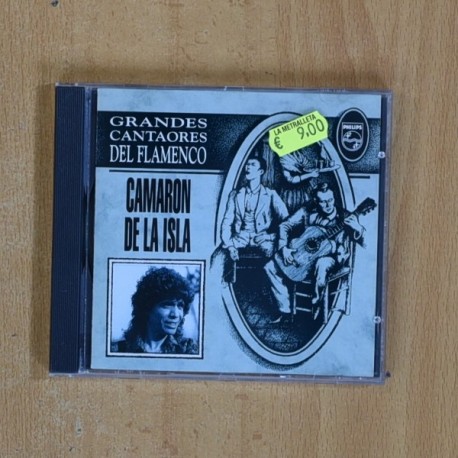 GRANDES
CANTAORES
DEL FLAMENCO
LA METRALLETA
€ 9,00
PHILIPS
CAMARON
DE LA ISLA